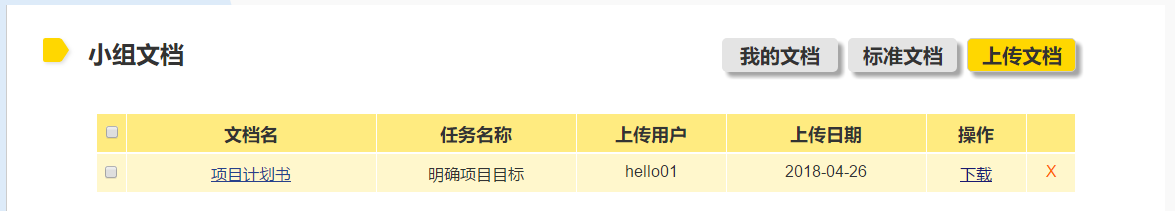 小组文档
我的文档 标准文档 上传文档
文档名 任务名称 上传用户 上传日期 操作
项目计划书 明确项目目标 hello01 2018-04-26 下载 X